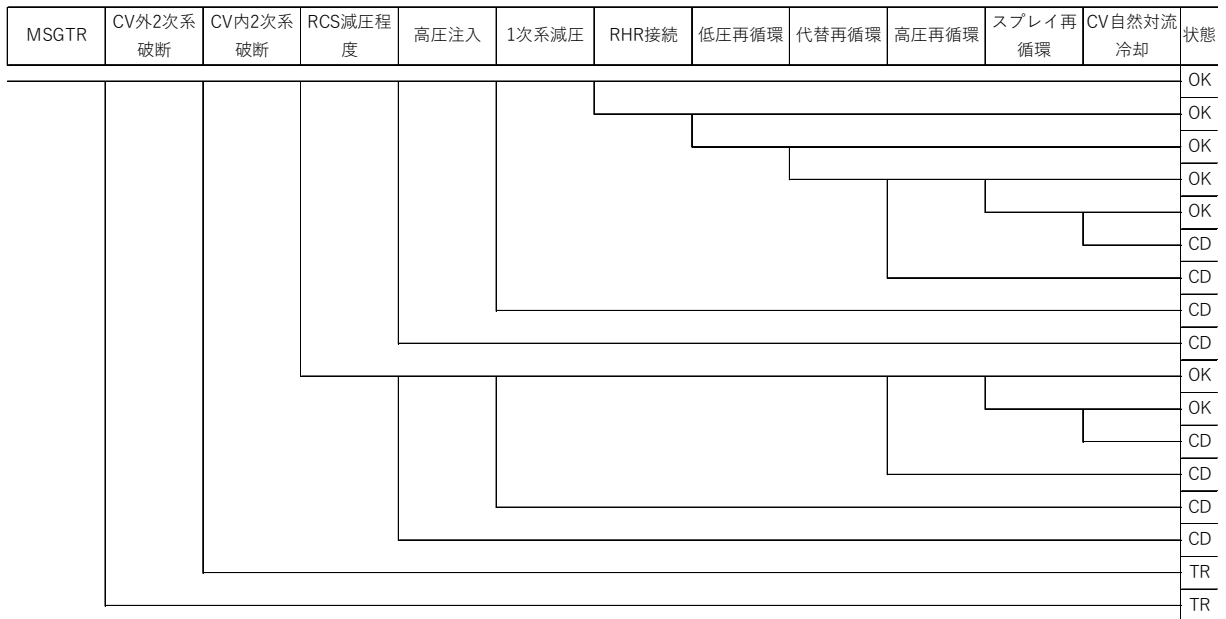 MSGTR
CV外2次系
破断
CV内2次系
破断
RCS減圧程
度
高圧注入
1次系減圧
RHR接続
低圧再循環
代替再循環
高圧再循環
スプレイ再
循環
CV自然対流
冷却
状態
OK
OK
OK
OK
OK
CD
CD
CD
CD
OK
OK
CD
CD
CD
CD
TR
TR